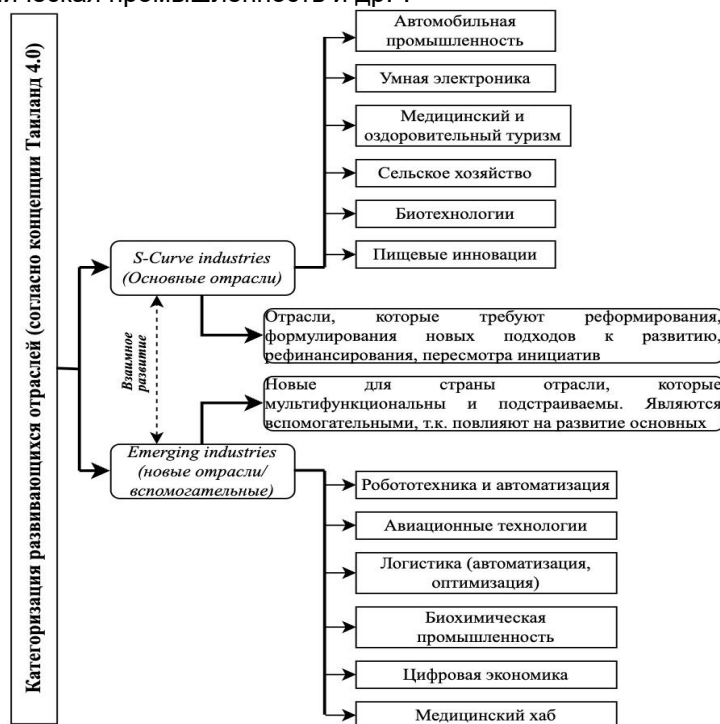 промышленность и др. .
Категоризация развивающихся отраслей (согласно концепции Таиланд 4.0)
S-Curve industries
(Основные отрасли)
Автомобильная
промышленность
Умная электроника
Медицинский и
оздоровительный туризм
Сельское хозяйство
Биотехнологии
Пищевые инновации
Отрасли, которые требуют реформирования,
формулирования новых подходов к развитию,
рефинансирования, пересмотра инициатив
Взаимное
развитие
Новые для страны отрасли, которые
мультифункциональны и подстраиваемы. Являются
вспомогательными, т.к. повлияют на развитие основных
Emerging industries
(новые отрасли/
вспомогательные)
Робототехника и автоматизация
Авиационные технологии
Логистика (автоматизация,
оптимизация)
Биохимическая
промышленность
Цифровая экономика
Медицинский хаб